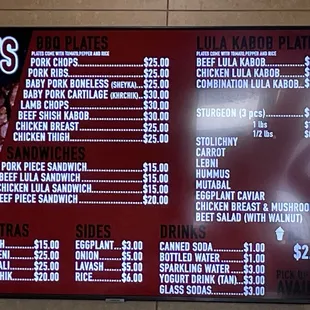 BBQ PLATES
PLATES COME WITH TOMATO,PEPPER AND RICE
PORK CHOPS $25.00
PORK RIBS $25.00
BABY PORK BONELESS (SHEYKA) $25.00
BABY PORK CARTILAGE (KHRCHIK) $30.00
LAMB CHOPS $30.00
BEEF SHISH KABOB $30.00
CHICKEN BREAST $25.00
CHICKEN THIGH $25.00
SANDWICHES
PORK PIECE SANDWICH $15.00
BEEF LULA SANDWICH $15.00
CHICKEN LULA SANDWICH $15.00
BEEF PIECE SANDWICH $20.00
$15.00
$25.00
$15.00
$20.00
SIDES
EGGPLANT $3.00
ONION $5.00
LAVASH $5.00
RICE $6.00
LULA KABOB
PLATES COME WITH TOMATO,PEPPER AND RICE
BEEF LULA KABOB
CHICKEN LULA KABOB
COMBINATION LULA KABOB
STURGEON (3 pcs)
1 lbs
1/2 lbs
STOLICHNY
CARROT
LEBNI
HUMMUS
MUTABAL
EGGPLANT CAVIAR
CHICKEN BREAST &
BEET SALAD (WITH WALNUT)
DRINKS
CANNED SODA $1.00
BOTTLED WATER $1.00
SPARKLING WATER $3.00
YOGURT DRINK (TAN) $3.00
GLASS SODAS $3.00